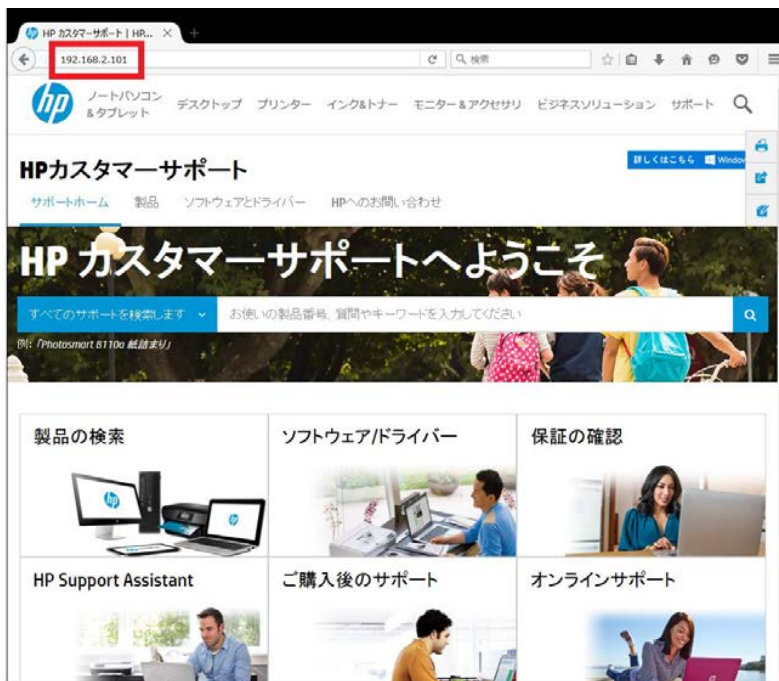 HP カスタマーサポート | HP...
192.168.2.101
検索
hp
ノートパソコン
&タブレット
デスクトップ
プリンター
インク&トナー
モニター&アクセサリ
ビジネスソリューション
サポート
HPカスタマーサポート
詳しくはこちら Window
サポートホーム
製品
ソフトウェアとドライバー
HPへのお問い合わせ
HP カスタマーサポートへようこそ
すべてのサポートを検索します
お使いの製品番号、質問やキーワードを入力してください
例:「Photosmart B110a 紙詰まり」
製品の検索
ソフトウェア/ドライバー
保証の確認
HP Support Assistant
ご購入後のサポート
オンラインサポート